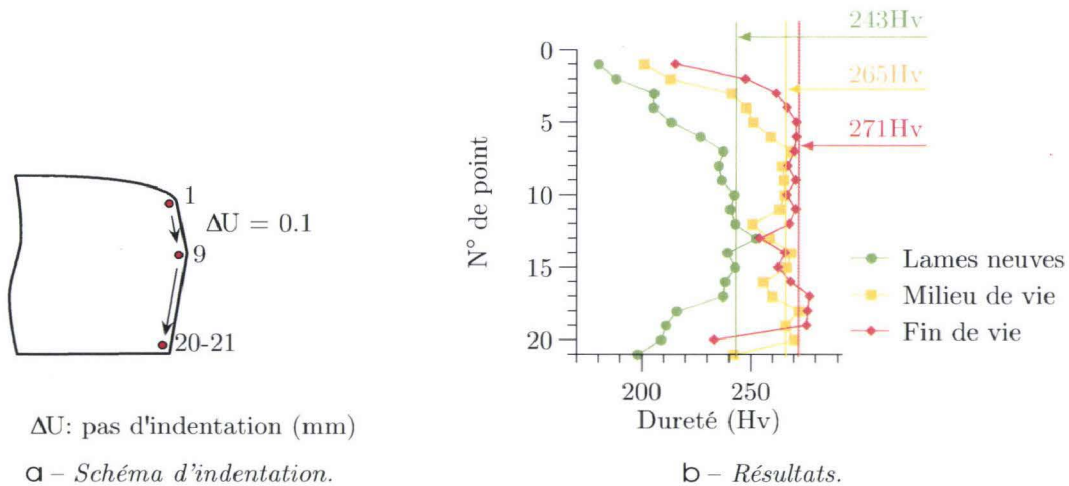 1
ΔU = 0.1
9
20-21
ΔU: pas d'indentation (mm)
a – Schéma d'indentation.
243Hv
265Hv
271Hv
0
5
10
15
20
N° de point
200
250
Dureté (Hv)
Lames neuves
Milieu de vie
Fin de vie
b – Résultats.